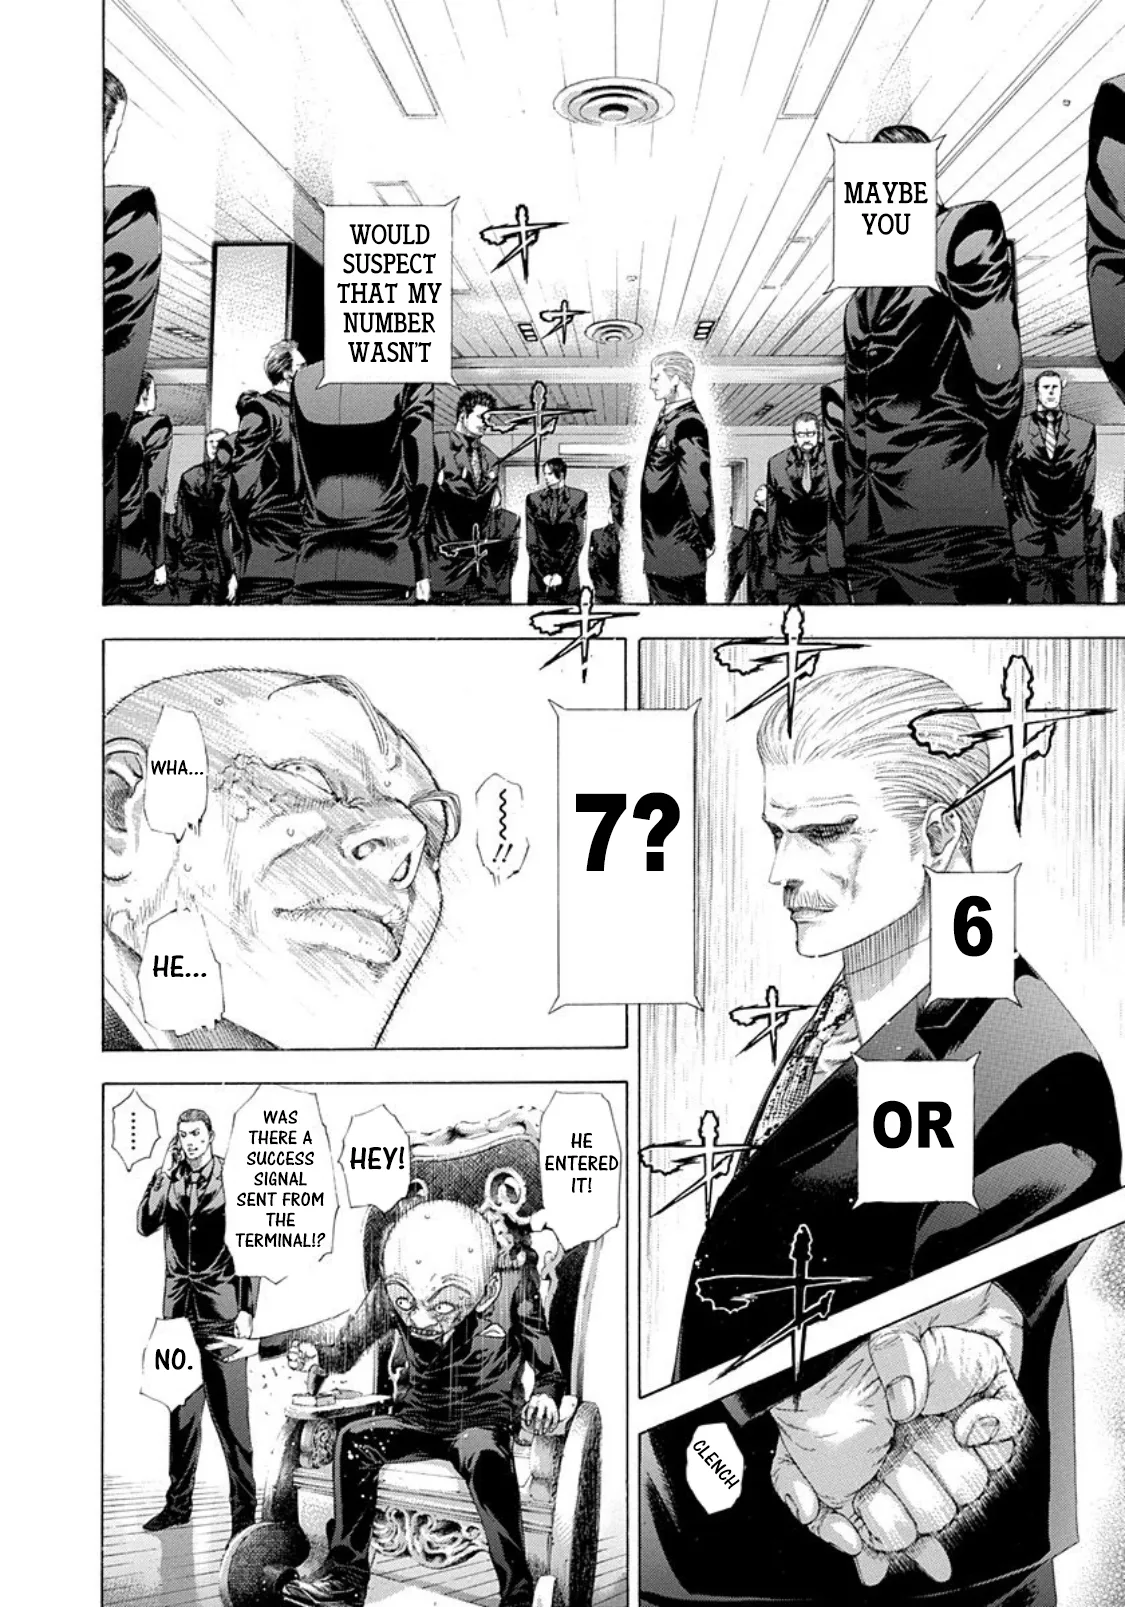 MAYBE
YOU
WOULD
SUSPECT
THAT MY
NUMBER
WASN'T
6
OR
7?
WHA...
HE...
CLENCH
HE
ENTERED
IT!
HEY!
WAS
THERE A
SUCCESS
SIGNAL
SENT FROM
THE
TERMINAL!?
.......
NO.